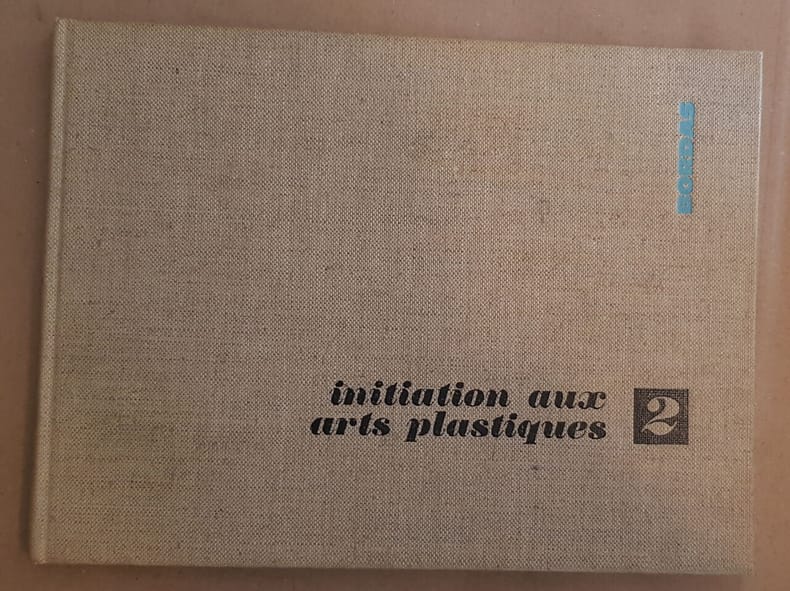 BORDAS
initiation aux
arts plastiques
2